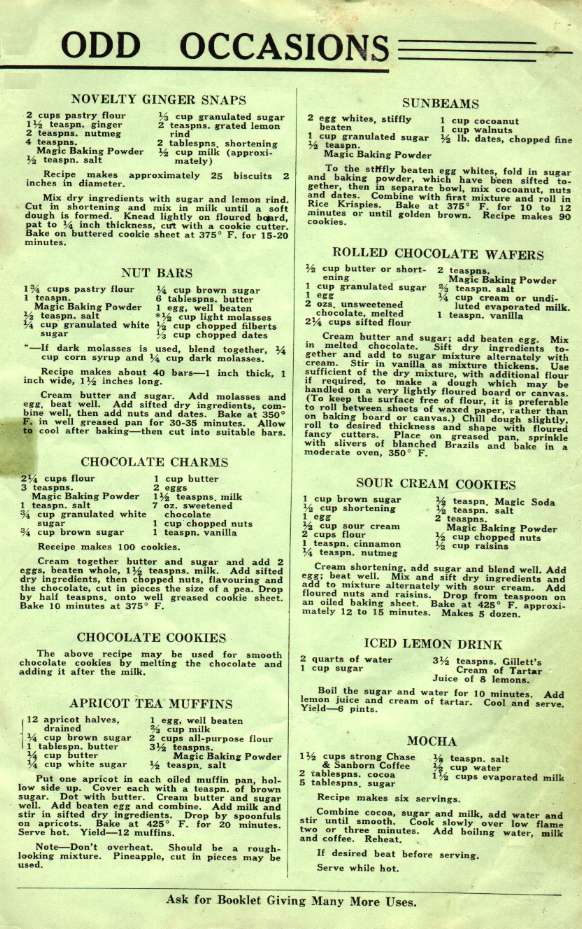 ODD OCCASIONS
NOVELTY GINGER SNAPS
2 cups pastry flour
1½ teaspn. ginger
2 teaspns. nutmeg
4 teaspns.
Magic Baking Powder
½ teaspn. salt
⅓ cup granulated sugar
2 teaspns. grated lemon
rind
2 tablespns. shortening
½ cup milk (approxi-
mately)
Recipe makes approximately 25 biscuits 2
inches in diameter.
Mix dry ingredients with sugar and lemon rind.
Cut in shortening and mix in milk until a soft
dough is formed. Knead lightly on floured board,
pat to ¼ inch thickness, cut with a cookie cutter.
Bake on buttered cookie sheet at 375° F. for 15-20
minutes.
NUT BARS
1¾ cups pastry flour
1 teaspn.
Magic Baking Powder
½ teaspn. salt
¼ cup granulated white
sugar
¼ cup brown sugar
6 tablespns. butter
1 egg, well beaten
*½ cup light molasses
½ cup chopped filberts
⅓ cup chopped dates
*—If dark molasses is used, blend together, ¼
cup corn syrup and ¼ cup dark molasses.
Recipe makes about 40 bars—1 inch thick, 1
inch wide, 1½ inches long.
Cream butter and sugar. Add molasses and
egg, beat well. Add sifted dry ingredients, com-
bine well, then add nuts and dates. Bake at 350°
F. in well greased pan for 30-35 minutes. Allow
to cool after baking—then cut into suitable bars.
CHOCOLATE CHARMS
2¼ cups flour
3 teaspns.
Magic Baking Powder
1 teaspn. salt
¾ cup granulated white
sugar
¾ cup brown sugar
1 cup butter
2 eggs
1½ teaspns. milk
7 oz. sweetened
chocolate
1 cup chopped nuts
1 teaspn. vanilla
Receipe makes 100 cookies.
Cream together butter and sugar and add 2
eggs, beaten whole, 1½ teaspns. milk. Add sifted
dry ingredients, then chopped nuts, flavouring and
the chocolate, cut in pieces the size of a pea. Drop
by half teaspns, onto well greased cookie sheet.
Bake 10 minutes at 375° F.
CHOCOLATE COOKIES
The above recipe may be used for smooth
chocolate cookies by melting the chocolate and
adding it after the milk.
APRICOT TEA MUFFINS
12 apricot halves,
drained
¼ cup brown sugar
1 tablespn. butter
¼ cup butter
¼ cup white sugar
1 egg, well beaten
⅔ cup milk
2 cups all-purpose flour
3½ teaspns.
Magic Baking Powder
½ teaspn. salt
Put one apricot in each oiled muffin pan, hol-
low side up. Cover each with a teaspn. of brown
sugar. Dot with butter. Cream butter and sugar
well. Add beaten egg and combine. Add milk and
stir in sifted dry ingredients. Drop by spoonfuls
on apricots. Bake at 425° F. for 20 minutes.
Serve hot. Yield—12 muffins.
Note—Don't overheat. Should be a rough-
looking mixture. Pineapple, cut in pieces may be
used.
SUNBEAMS
2 egg whites, stiffly
beaten
1 cup granulated sugar
½ teaspn.
Magic Baking Powder
1 cup cocoanut
1 cup walnuts
½ lb. dates, chopped fine
To the stiffly beaten egg whites, fold in sugar
and baking powder, which have been sifted to-
gether, then in separate bowl, mix cocoanut, nuts
and dates. Combine with first mixture and roll in
Rice Krispies. Bake at 375° F. for 10 to 12
minutes or until golden brown. Recipe makes 90
cookies.
ROLLED CHOCOLATE WAFERS
½ cup butter or short-
ening
1 cup granulated sugar
1 egg
2 ozs. unsweetened
chocolate, melted
2¼ cups sifted flour
2 teaspns.
Magic Baking Powder
⅔ teaspn. salt
¼ cup cream or undi-
luted evaporated milk.
1 teaspn. vanilla
Cream butter and sugar; add beaten egg. Mix
in melted chocolate. Sift dry ingredients to-
gether and add to sugar mixture alternately with
cream. Stir in vanilla as mixture thickens. Use
sufficient of the dry mixture, with additional flour
if required, to make a dough which may be
handled on a very lightly floured board or canvas.
(To keep the surface free of flour, it is preferable
to roll between sheets of waxed paper, rather than
on baking board or canvas.) Chill dough slightly,
roll to desired thickness and shape with floured
fancy cutters. Place on greased pan, sprinkle
with slivers of blanched Brazils and bake in a
moderate oven, 350° F.
SOUR CREAM COOKIES
1 cup brown sugar
½ cup shortening
1 egg
½ cup sour cream
2 cups flour
1 teaspn. cinnamon
¼ teaspn. nutmeg
½ teaspn. Magic Soda
½ teaspn. salt
2 teaspns.
Magic Baking Powder
½ cup chopped nuts
½ cup raisins
Cream shortening, add sugar and blend well. Add
egg; beat well. Mix and sift dry ingredients and
add to mixture alternately with sour cream. Add
floured nuts and raisins. Drop from teaspoon on
an oiled baking sheet. Bake at 425° F. approxi-
mately 12 to 15 minutes. Makes 5 dozen.
ICED LEMON DRINK
2 quarts of water
1 cup sugar
3½ teaspns. Gillett's
Cream of Tartar
Juice of 8 lemons.
Boil the sugar and water for 10 minutes. Add
lemon juice and cream of tartar. Cool and serve.
Yield—6 pints.
MOCHA
1½ cups strong Chase
& Sanborn Coffee
2 tablespns. cocoa
5 tablespns. sugar
⅛ teaspn. salt
½ cup water
1½ cups evaporated milk
Recipe makes six servings.
Combine cocoa, sugar and milk, add water and
stir until smooth. Cook slowly over low flame
two or three minutes. Add boiling water, milk
and coffee. Reheat.
If desired beat before serving.
Serve while hot.
Ask for Booklet Giving Many More Uses.